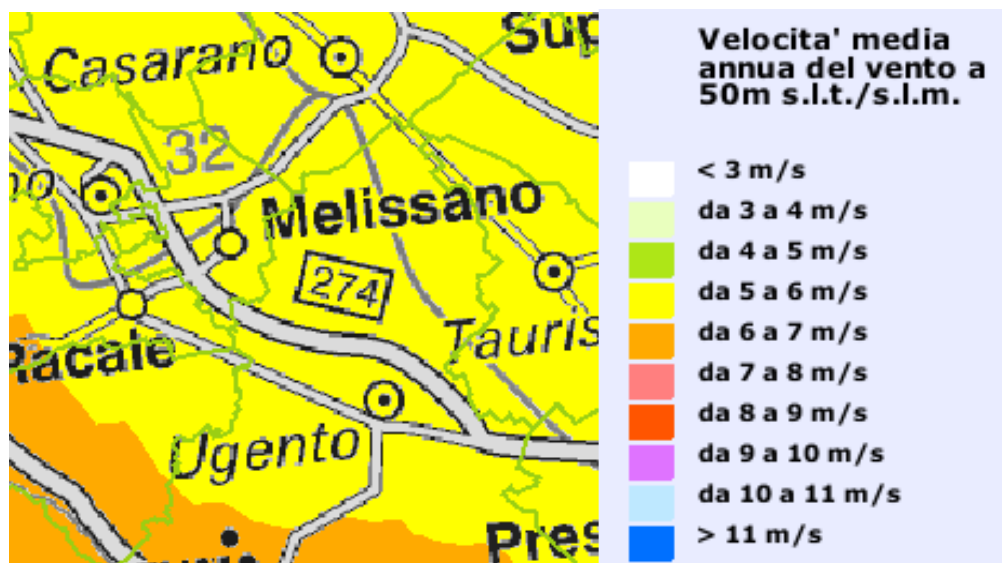 Casarano
Sup
32
no
Melissano
274
Tauris
Racale
Ugento
Pres
Velocita' media
annua del vento a
50m s.l.t./s.l.m.
< 3 m/s
da 3 a 4 m/s
da 4 a 5 m/s
da 5 a 6 m/s
da 6 a 7 m/s
da 7 a 8 m/s
da 8 a 9 m/s
da 9 a 10 m/s
da 10 a 11 m/s
> 11 m/s